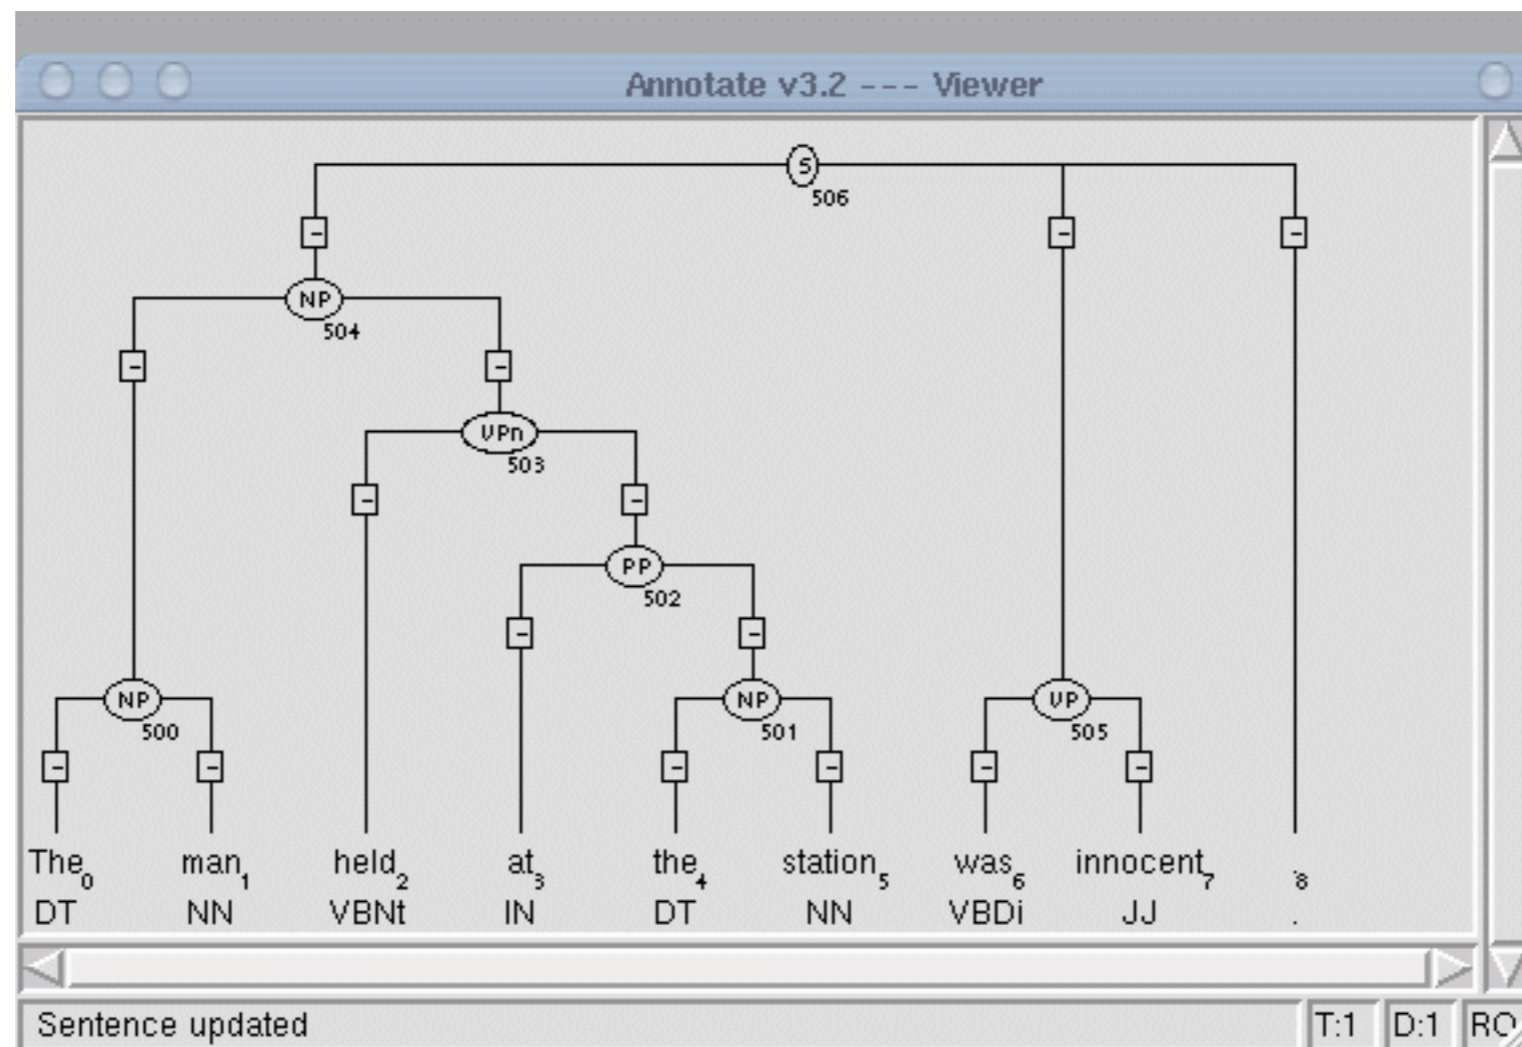 Annotate v3.2 --- Viewer
S
506
NP
504
VPn
503
PP
502
NP
500
NP
501
VP
505
The0 man1 held2 at3 the4 station5 was6 innocent7 .8
DT NN VBNt IN DT NN VBDi JJ .
Sentence updated T:1 D:1 RO